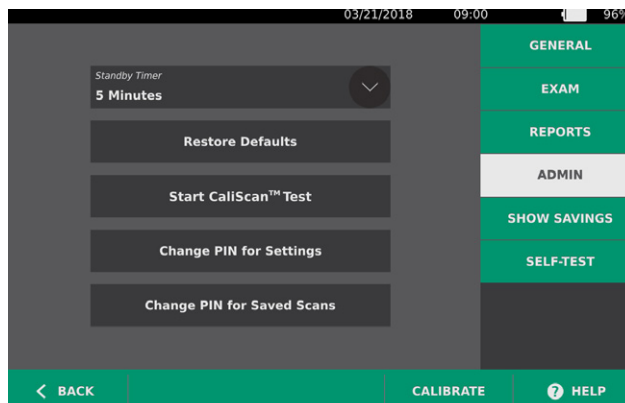 03/21/2018 09:00 96%
GENERAL
Standby Timer
5 Minutes
EXAM
Restore Defaults
REPORTS
ADMIN
Start CaliScan™ Test
SHOW SAVINGS
Change PIN for Settings
SELF-TEST
Change PIN for Saved Scans
BACK CALIBRATE ? HELP